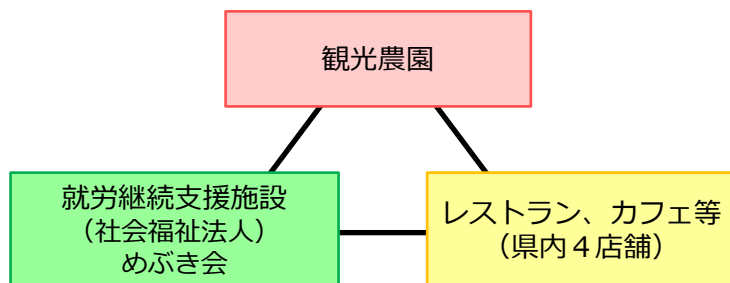 観光農園
就労継続支援施設
（社会福祉法人）
めぶき会
レストラン、カフェ等
（県内４店舗）